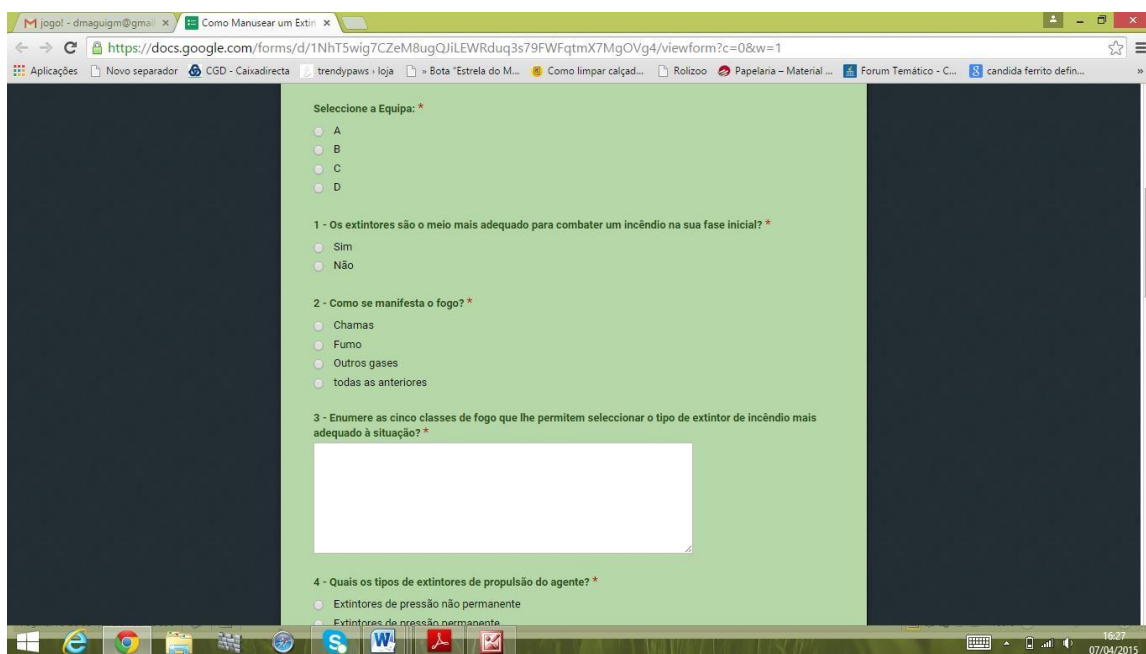 jogo! - dmaguigm@gmail
Como Manusear um Extin
https://docs.google.com/forms/d/1NhT5wig7CZeM8ugQJiLEWRduq3s79FWFqtmX7MgOVg4/viewform?c=0&w=1
Aplicações Novo separador CGD - Caixadirecta trendypaws › loja » Bota "Estrela do M... Como limpar calçad... Rolizoo Papelaria – Material ... Forum Temático - C... candida ferrito defin... »
Seleccione a Equipa: *
A
B
C
D
1 - Os extintores são o meio mais adequado para combater um incêndio na sua fase inicial? *
Sim
Não
2 - Como se manifesta o fogo? *
Chamas
Fumo
Outros gases
todas as anteriores
3 - Enumere as cinco classes de fogo que lhe permitem seleccionar o tipo de extintor de incêndio mais
adequado à situação? *
4 - Quais os tipos de extintores de propulsão do agente? *
Extintores de pressão não permanente
Extintores de pressão permanente
16:27
07/04/2015